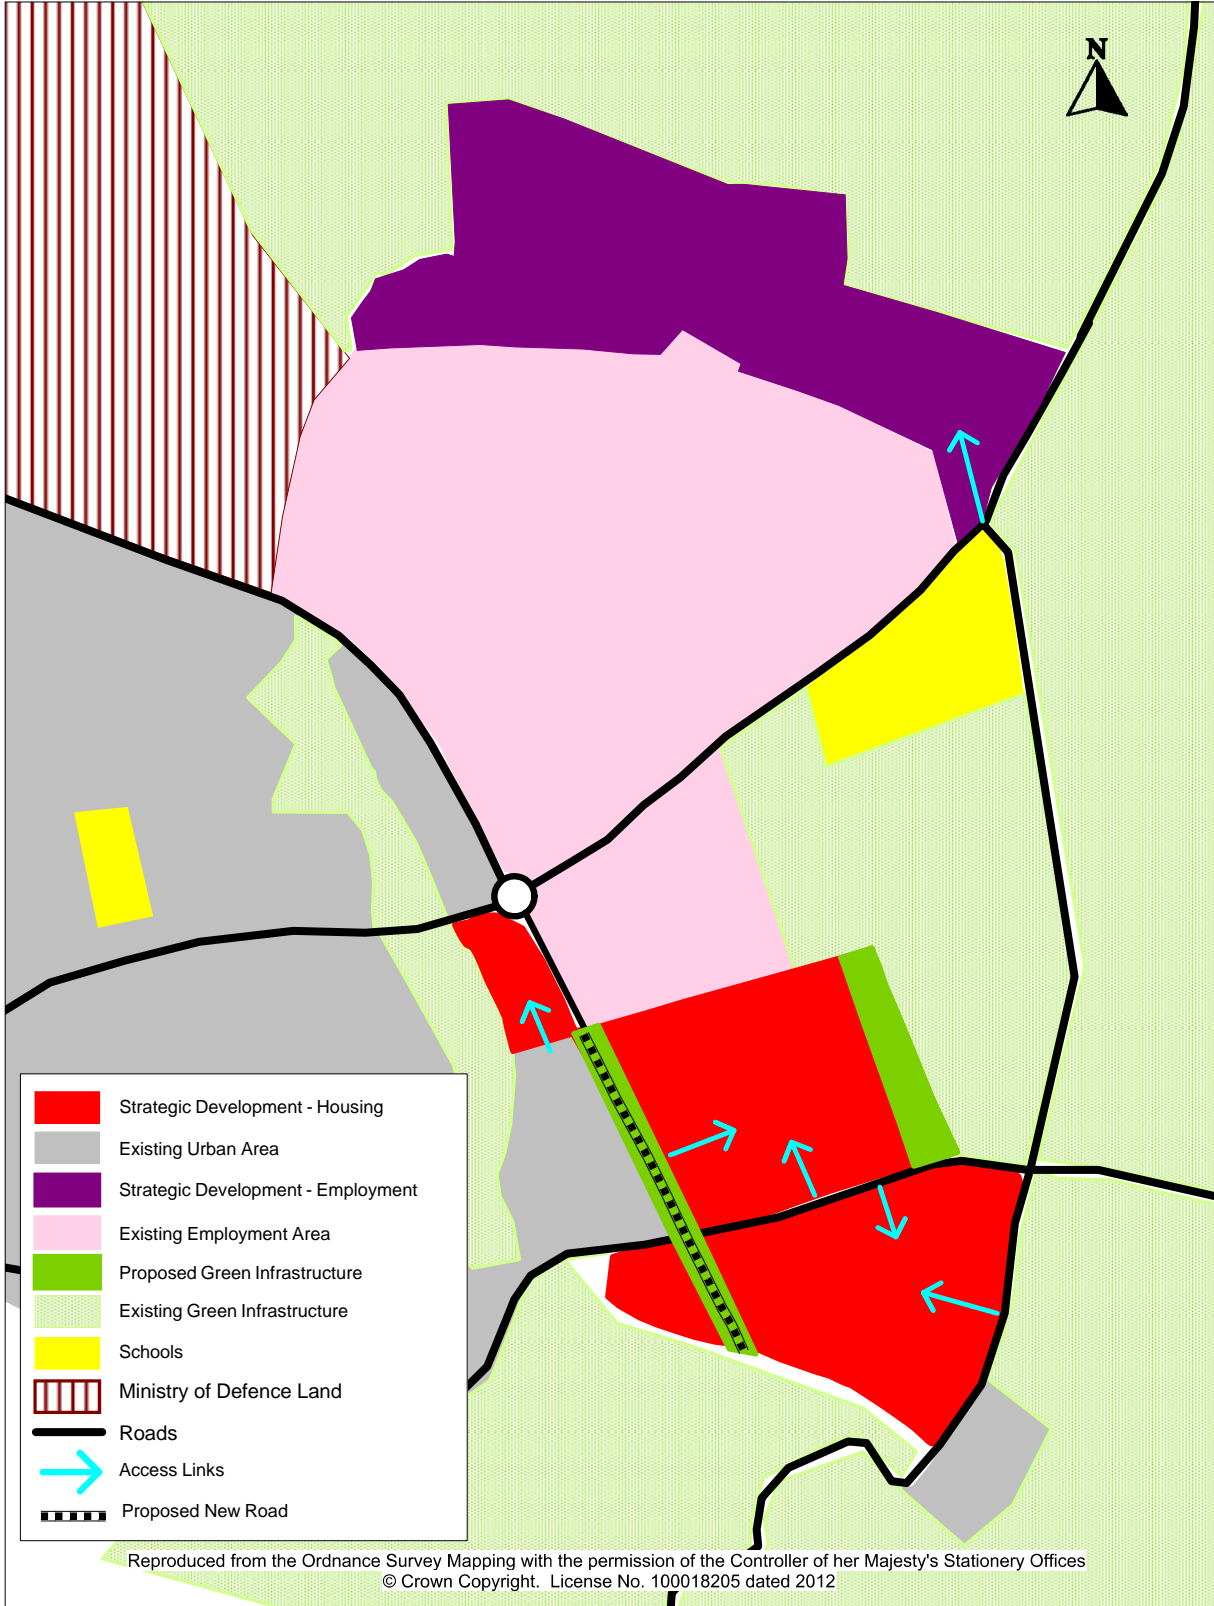 N
Strategic Development - Housing
Existing Urban Area
Strategic Development - Employment
Existing Employment Area
Proposed Green Infrastructure
Existing Green Infrastructure
Schools
Ministry of Defence Land
Roads
Access Links
Proposed New Road
Reproduced from the Ordnance Survey Mapping with the permission of the Controller of her Majesty's Stationery Offices
© Crown Copyright. License No. 100018205 dated 2012